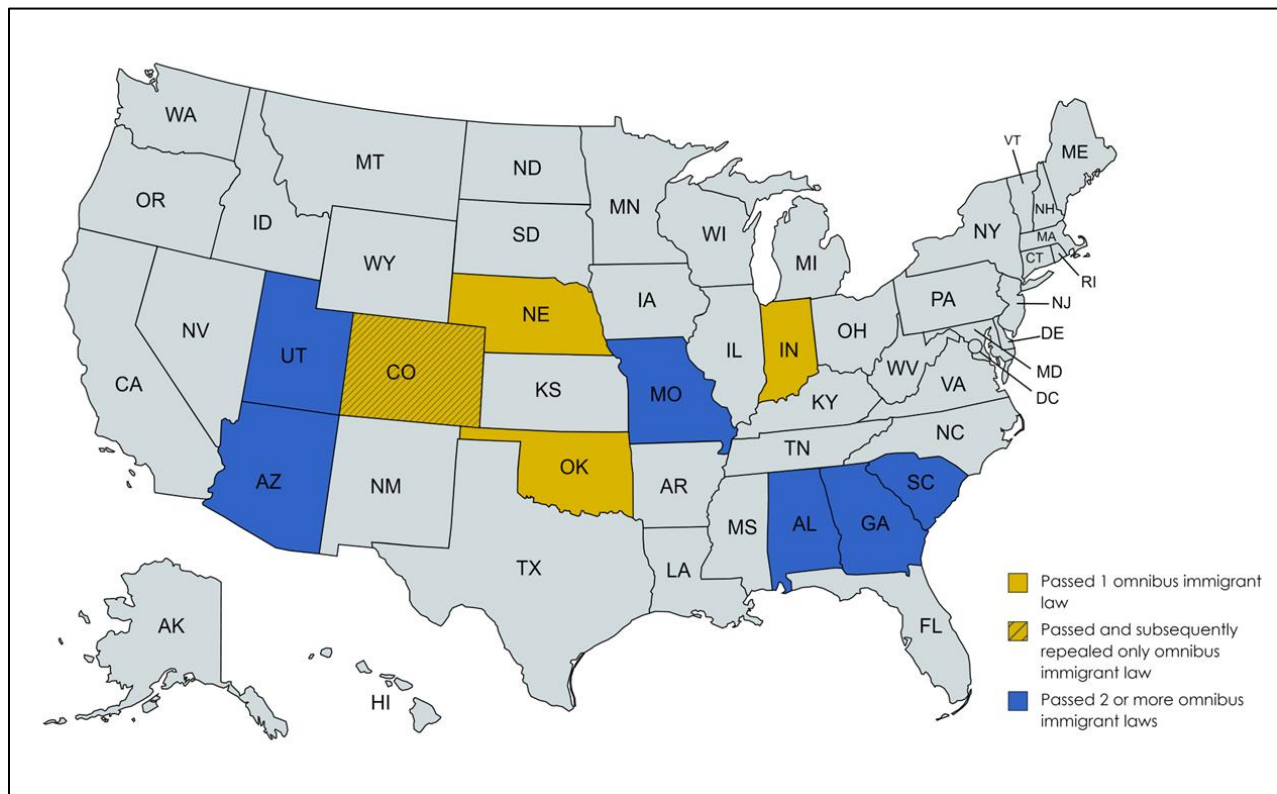 WA
MT
ND
MN
VT
ME
OR
ID
SD
WI
NY
NH
MA
WY
MI
CT
RI
IA
PA
NJ
NE
NV
OH
DE
UT
IL
IN
MD
CO
WV
CA
KS
MO
VA
DC
KY
NC
TN
OK
AZ
NM
AR
SC
MS
AL
GA
TX
LA
FL
AK
HI
Passed 1 omnibus immigrant
law
Passed and subsequently
repealed only omnibus
immigrant law
Passed 2 or more omnibus
immigrant laws